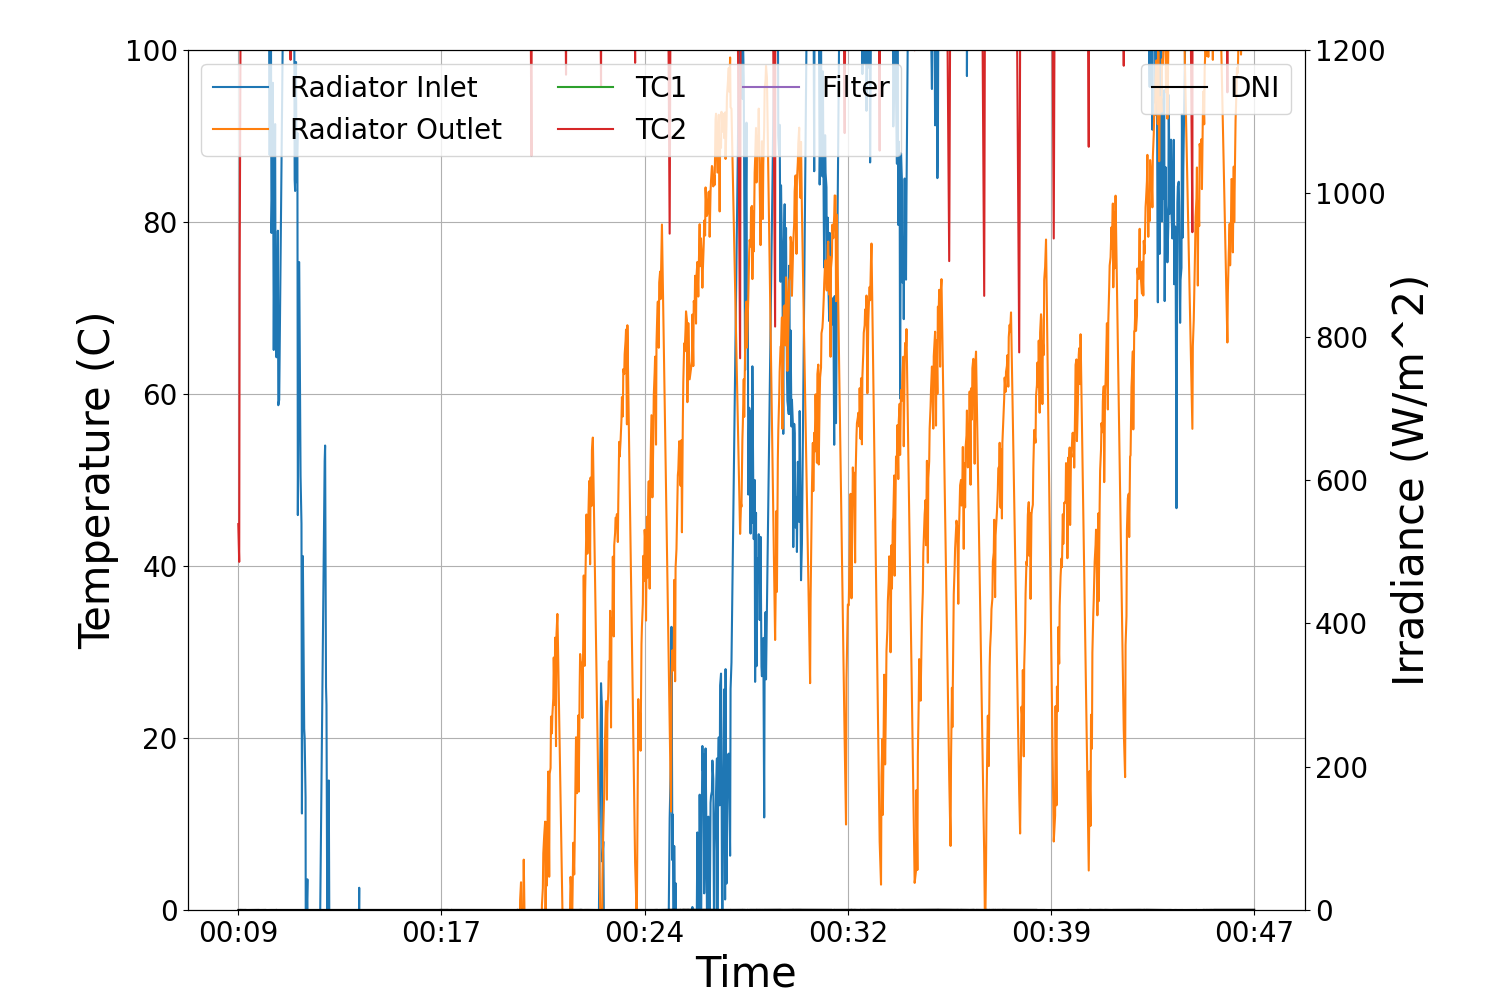 100
80
60
40
20
0
Temperature (C)
Radiator Inlet
Radiator Outlet
TC1
TC2
Filter
DNI
1200
1000
800
600
400
200
0
Irradiance (W/m^2)
00:09
00:17
00:24
00:32
00:39
00:47
Time